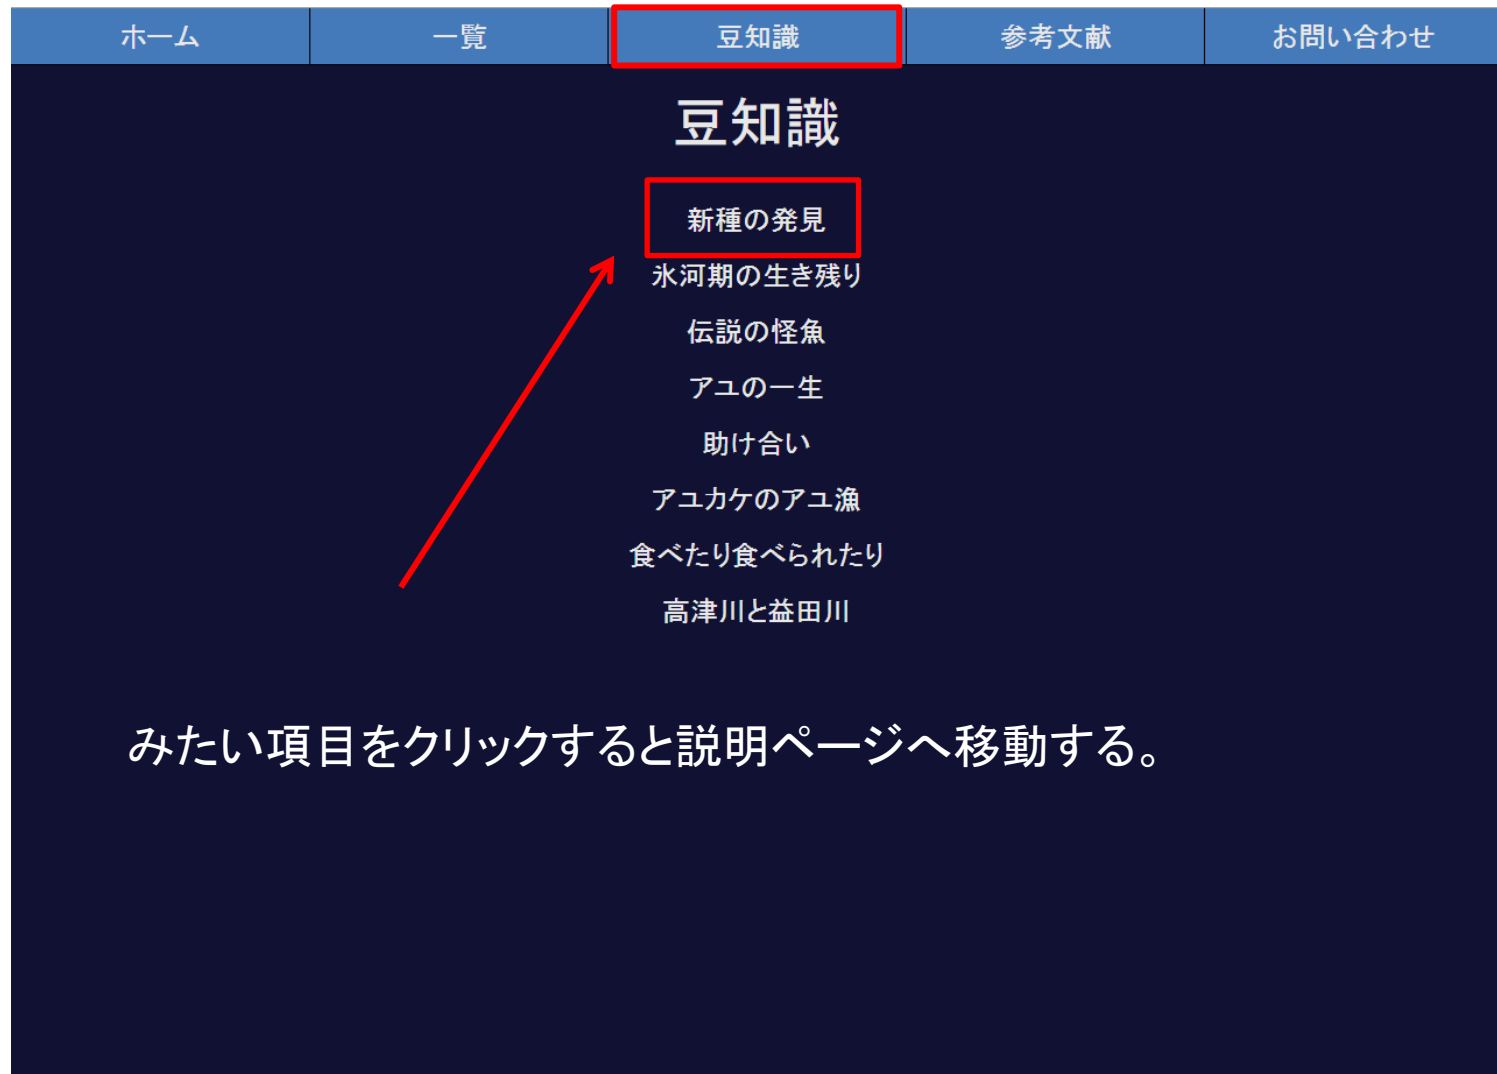 ホーム 一覧 豆知識 参考文献 お問い合わせ
豆知識
新種の発見
氷河期の生き残り
伝説の怪魚
アユの一生
助け合い
アユカケのアユ漁
食べたり食べられたり
高津川と益田川
みたい項目をクリックすると説明ページへ移動する。